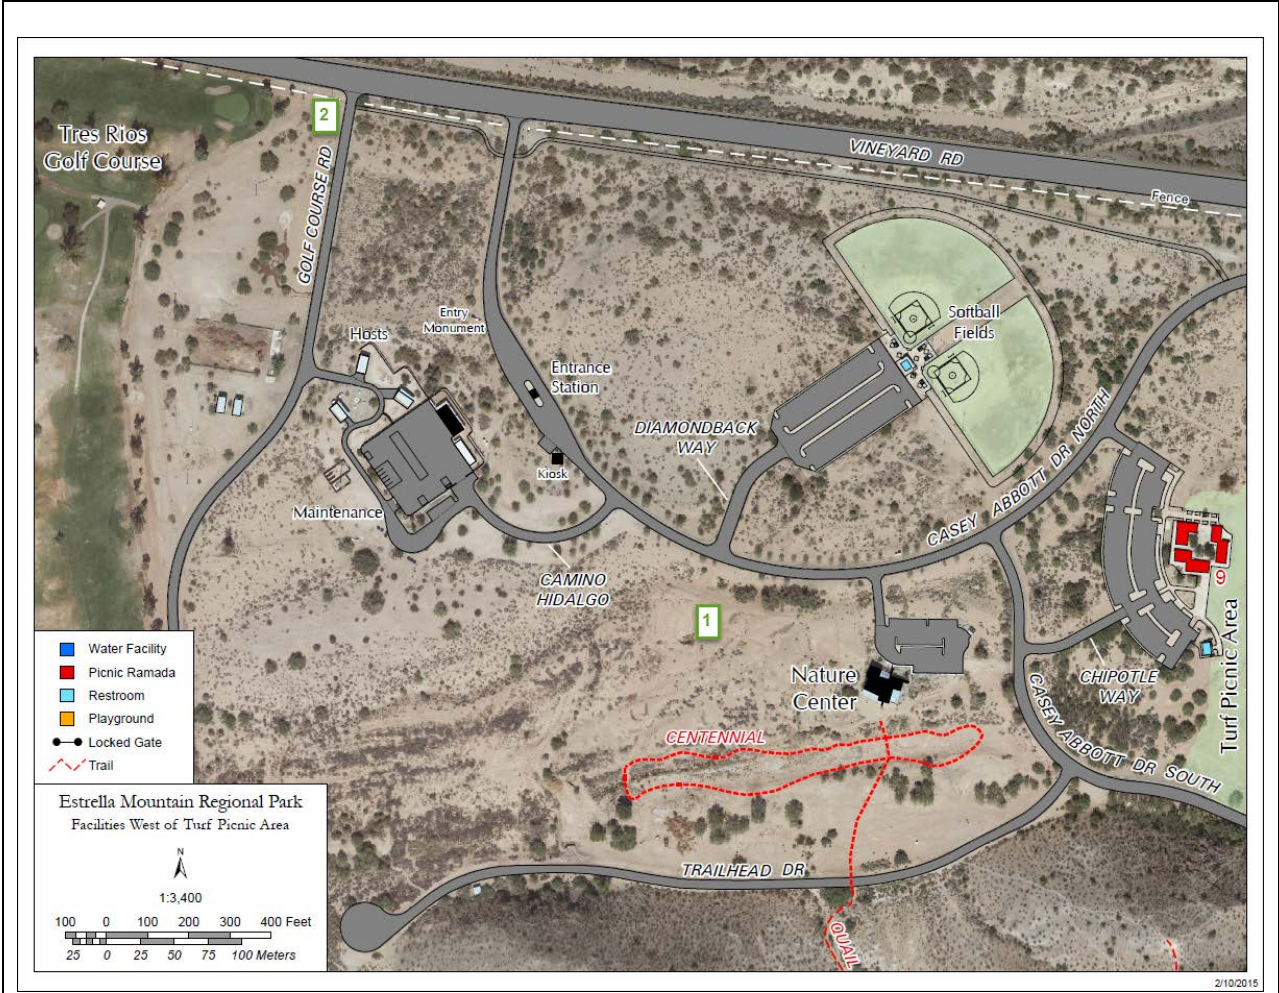 2
Tres Rios
Golf Course
GOLF COURSE RD
VINEYARD RD
Fence
Hosts
Entry
Monument
Entrance
Station
Softball
Fields
DIAMONDBACK
WAY
Kiosk
Maintenance
CASEY ABBOTT DR NORTH
CAMINO
HIDALGO
1
9
Turf Picnic Area
Nature
Center
CHIPOTLE
WAY
CASEY ABBOTT DR SOUTH
CENTENNIAL
TRAILHEAD DR
QUAIL
Water Facility
Picnic Ramada
Restroom
Playground
Locked Gate
Trail
Estrella Mountain Regional Park
Facilities West of Turf Picnic Area
N
1:3,400
100 0 100 200 300 400 Feet
25 0 25 50 75 100 Meters
2/10/2015